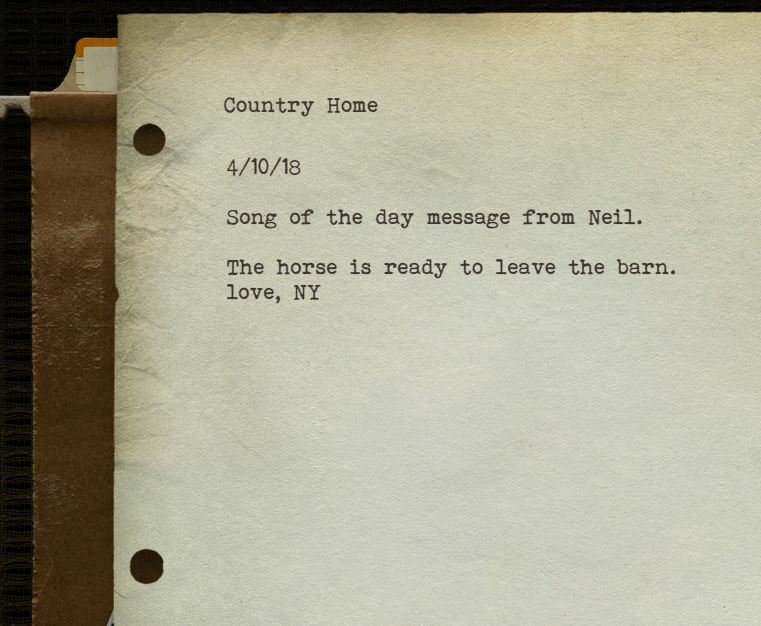 Country Home
4/10/18
Song of the day message from Neil.
The horse is ready to leave the barn.
love, NY